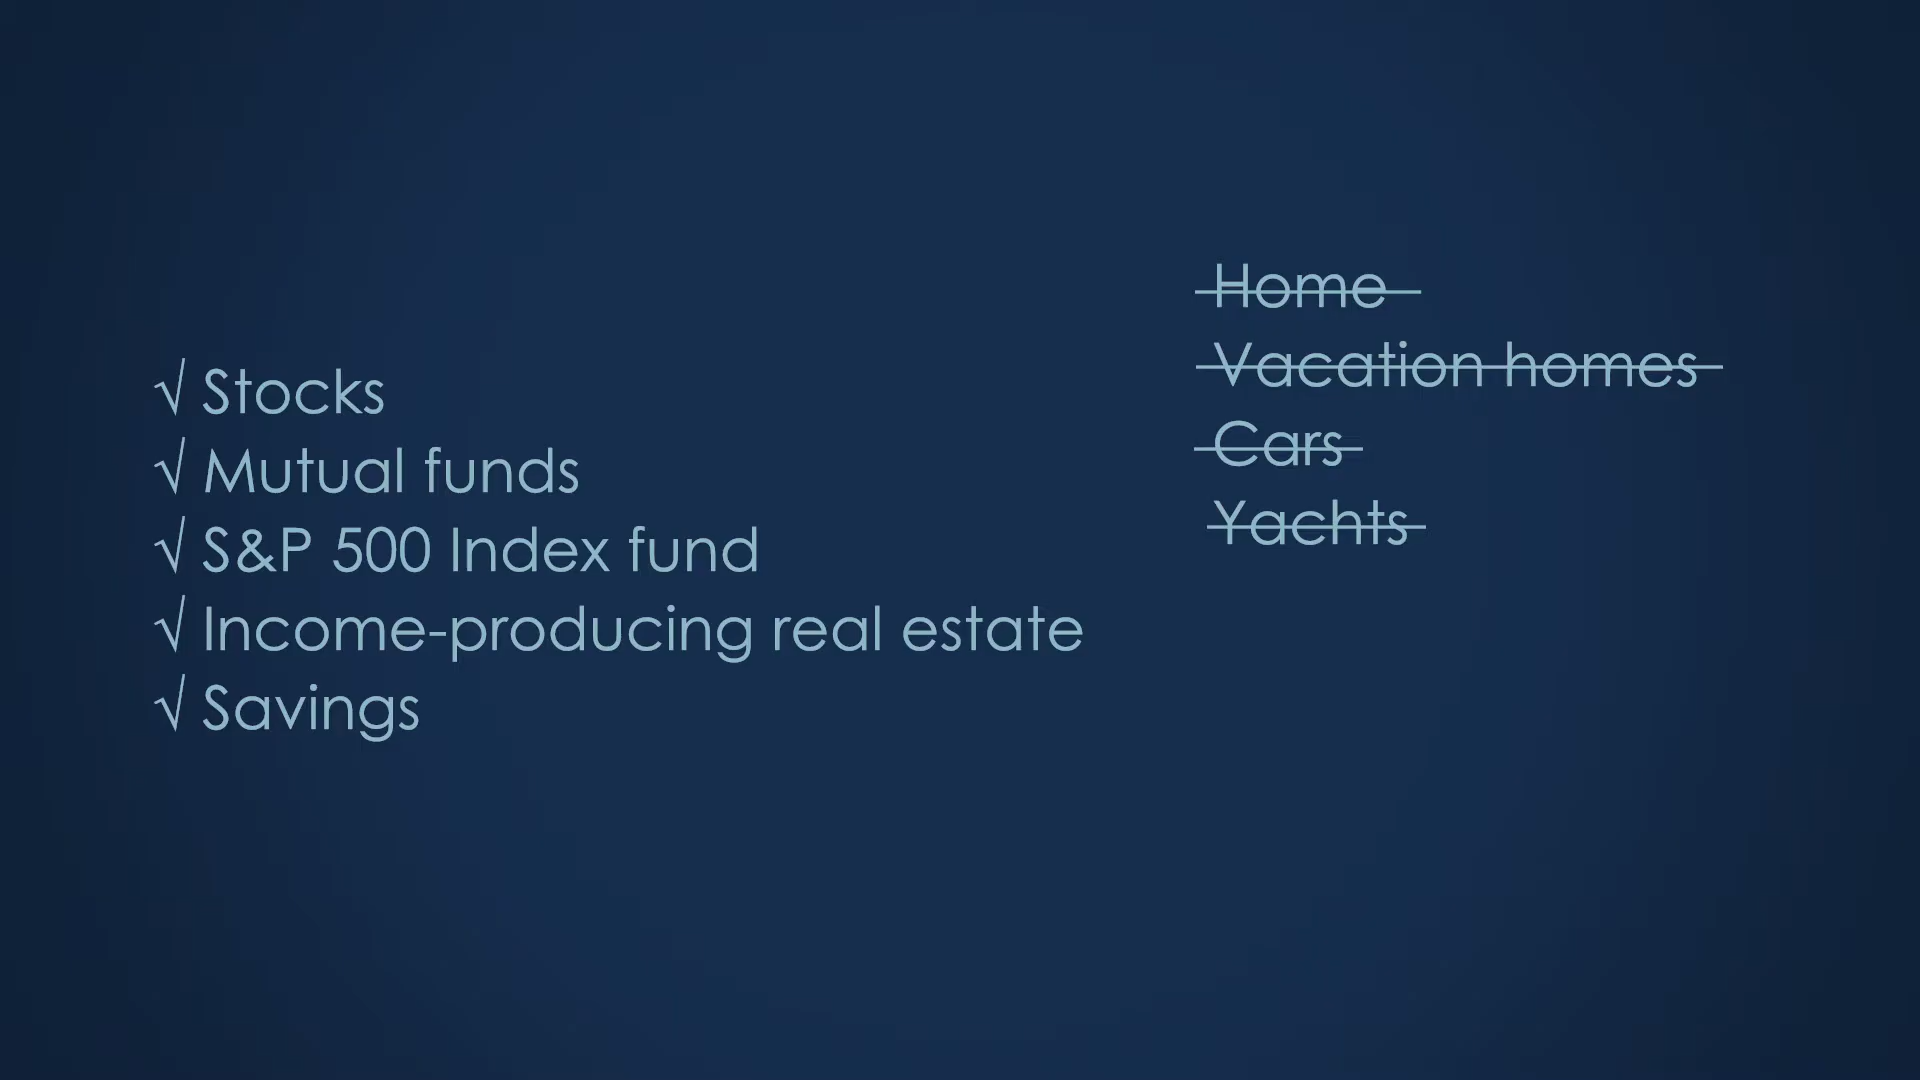 √ Stocks
√ Mutual funds
√ S&P 500 Index fund
√ Income-producing real estate
√ Savings
Home
Vacation homes
Cars
Yachts